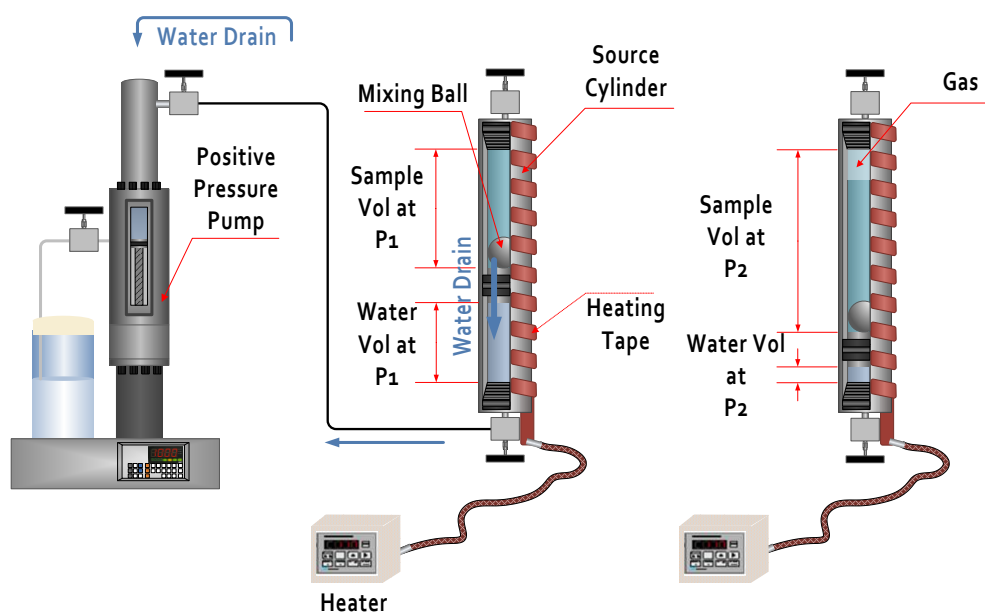 Water Drain
Positive
Pressure
Pump
Mixing Ball
Source
Cylinder
Sample
Vol at
P1
Water Drain
Water
Vol at
P1
Heating
Tape
Heater
Gas
Sample
Vol at
P2
Water Vol
at
P2